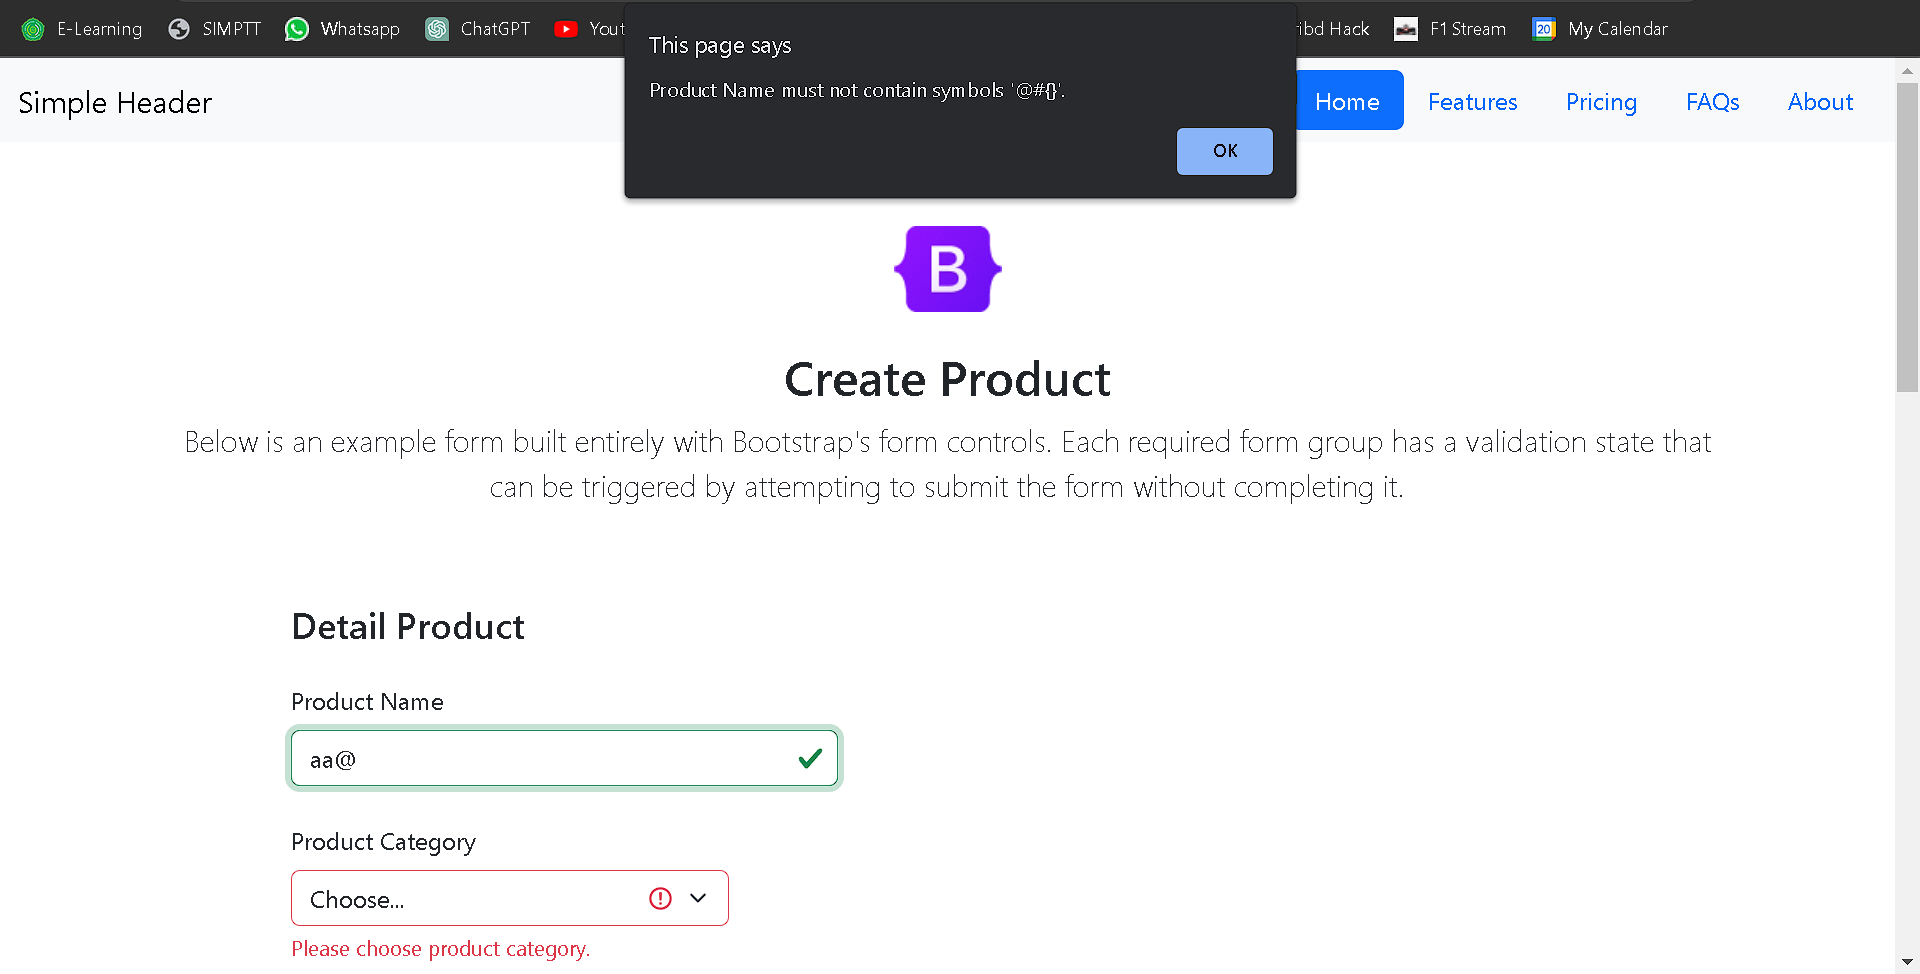 E-Learning SIMPTT Whatsapp ChatGPT Yout ribd Hack F1 Stream 20 My Calendar
This page says
Product Name must not contain symbols '@#{}'.
OK
Simple Header Home Features Pricing FAQs About
B
Create Product
Below is an example form built entirely with Bootstrap's form controls. Each required form group has a validation state that
can be triggered by attempting to submit the form without completing it.
Detail Product
Product Name
aa@
Product Category
Choose...
Please choose product category.